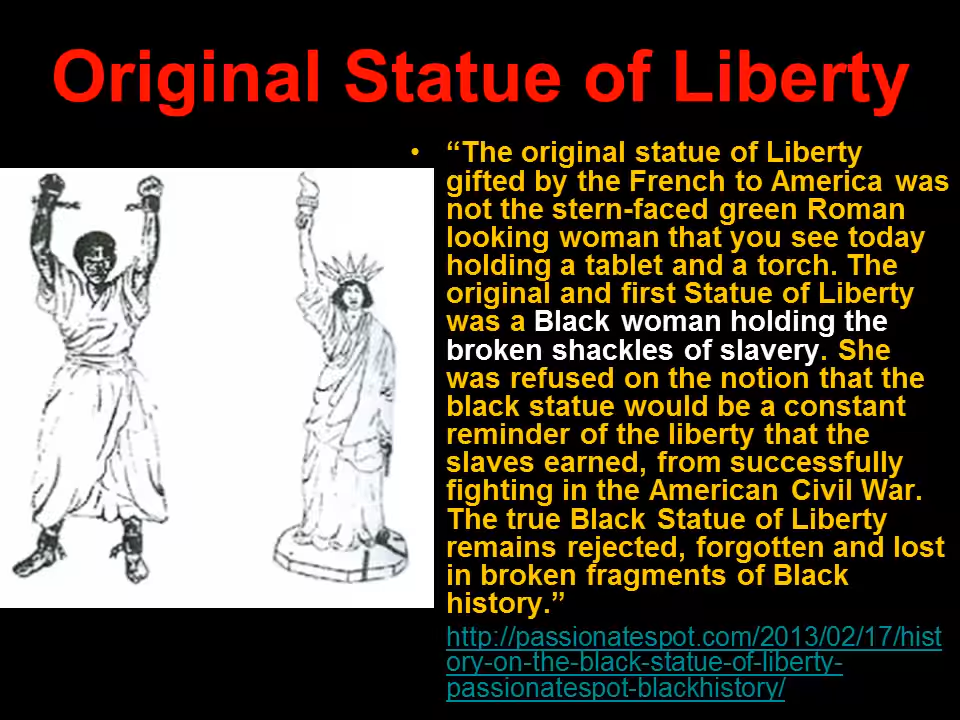 Original Statue of Liberty
• “The original statue of Liberty
gifted by the French to America was
not the stern-faced green Roman
looking woman that you see today
holding a tablet and a torch. The
original and first Statue of Liberty
was a Black woman holding the
broken shackles of slavery. She
was refused on the notion that the
black statue would be a constant
reminder of the liberty that the
slaves earned, from successfully
fighting in the American Civil War.
The true Black Statue of Liberty
remains rejected, forgotten and lost
in broken fragments of Black
history.”
http://passionatespot.com/2013/02/17/hist
ory-on-the-black-statue-of-liberty-
passionatespot-blackhistory/